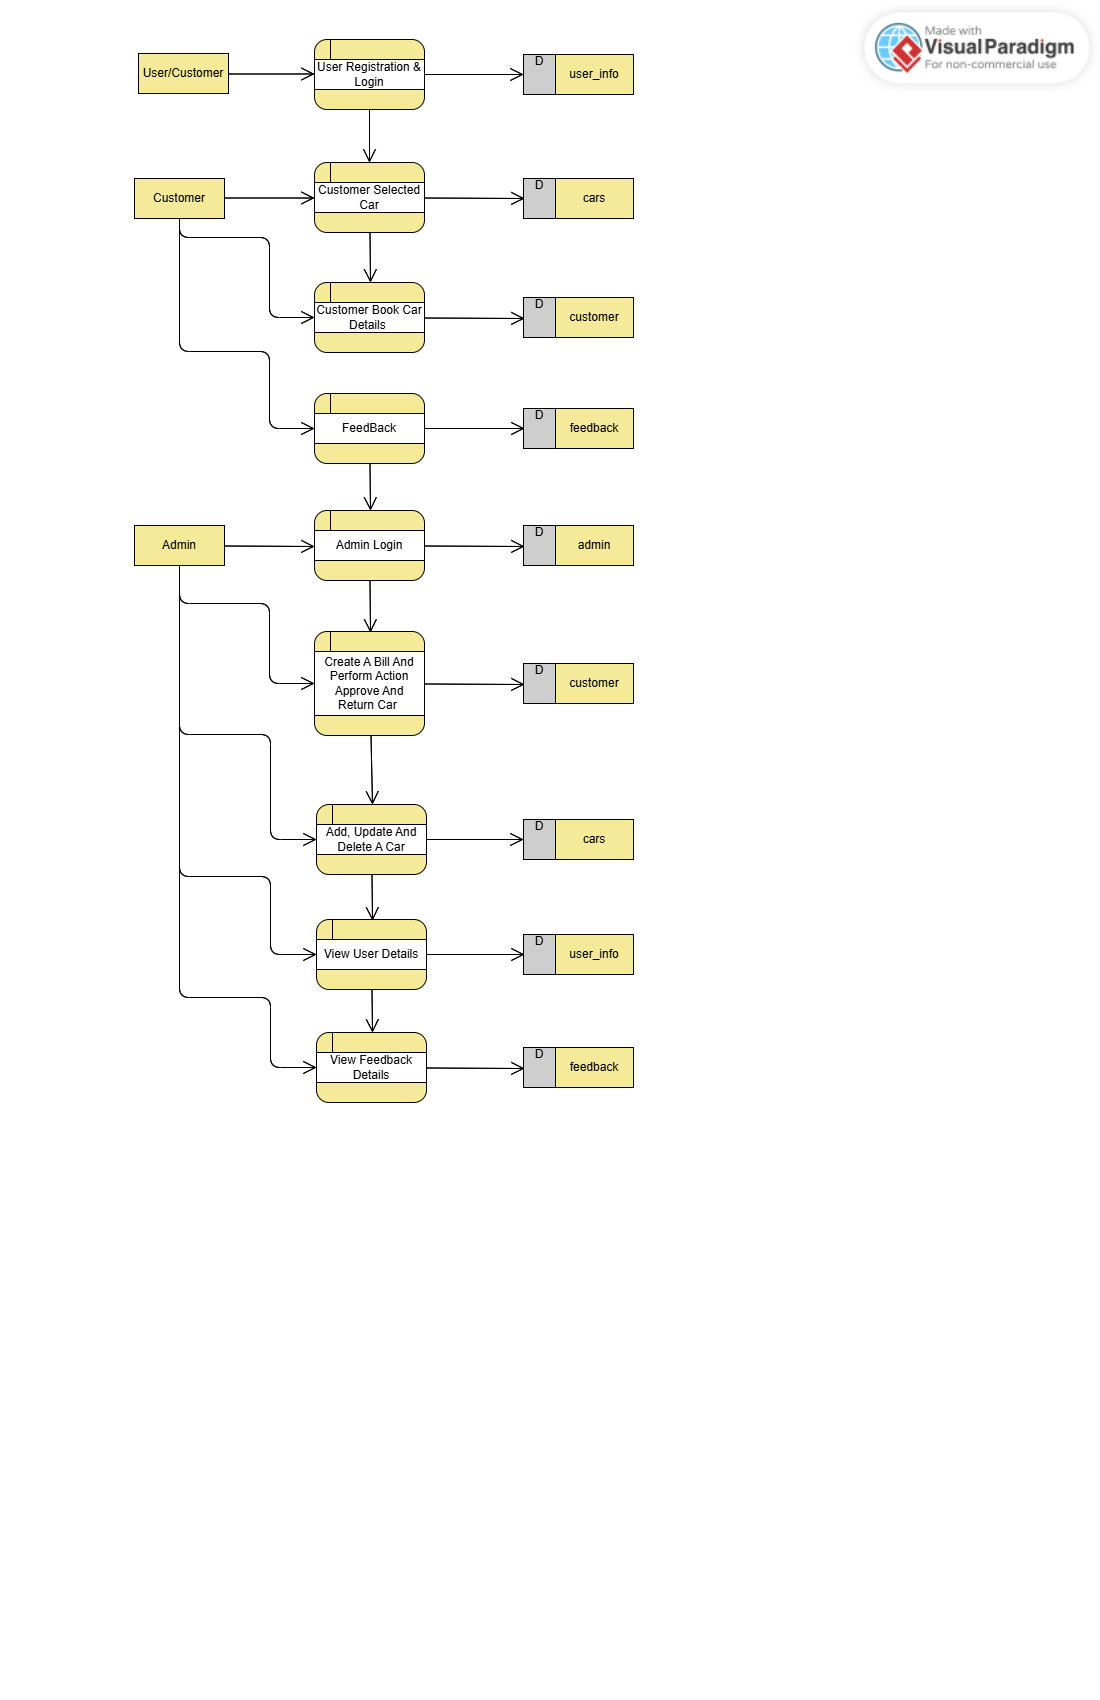 Made with
Visual Paradigm
For non-commercial use
User/Customer
User Registration &
Login
D
user_info
Customer
Customer Selected
Car
D
cars
Customer Book Car
Details
D
customer
FeedBack
D
feedback
Admin
Admin Login
D
admin
Create A Bill And
Perform Action
Approve And
Return Car
D
customer
Add, Update And
Delete A Car
D
cars
View User Details
D
user_info
View Feedback
Details
D
feedback